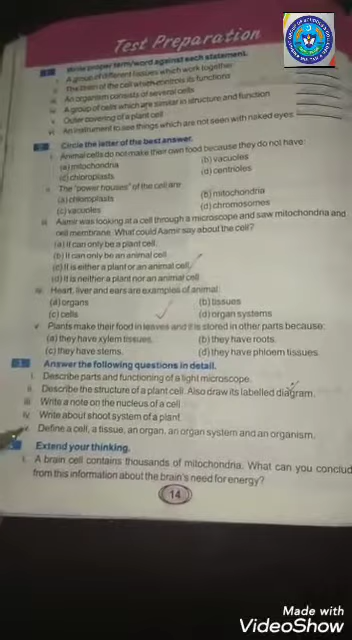 Test Preparation
Write proper term/word against each statement.
i. A group of different tissues which work together
ii. The brain of the cell which controls its functions
iii. An organism consists of several cells
iv. A group of cells which are similar in structure and function
v. Outer covering of a plant cell
vi. An instrument to see things which are not seen with naked eyes
Circle the letter of the best answer.
i. Animal cells do not make their own food because they do not have:
(a) mitochondria (b) vacuoles
(c) chloroplasts (d) centrioles
ii. The "power houses" of the cell are
(a) chloroplasts (b) mitochondria
(c) vacuoles (d) chromosomes
iii. Aamir was looking at a cell through a microscope and saw mitochondria and
cell membrane. What could Aamir say about the cell?
(a) It can only be a plant cell.
(b) It can only be an animal cell.
(c) It is either a plant or an animal cell.
(d) It is neither a plant nor an animal cell.
iv. Heart, liver and ears are examples of animal:
(a) organs (b) tissues
(c) cells (d) organ systems
v. Plants make their food in leaves and it is stored in other parts because:
(a) they have xylem tissues. (b) they have roots.
(c) they have stems. (d) they have phloem tissues.
Answer the following questions in detail.
i. Describe parts and functioning of a light microscope.
ii. Describe the structure of a plant cell. Also draw its labelled diagram.
iii. Write a note on the nucleus of a cell.
iv. Write about shoot system of a plant.
Define a cell, a tissue, an organ, an organ system and an organism.
Extend your thinking.
i. A brain cell contains thousands of mitochondria. What can you conclud
from this information about the brain's need for energy?
14
Made with
VideoShow